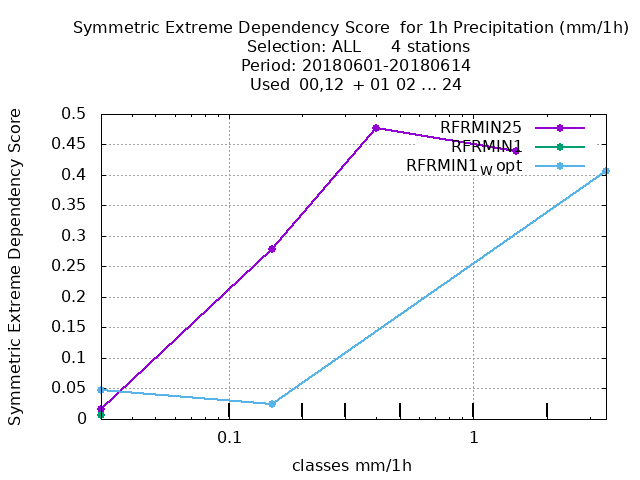 Symmetric Extreme Dependency Score  for 1h Precipitation (mm/1h)
Selection: ALL      4 stations
Period: 20180601-20180614
Used  00,12  + 01 02 ... 24
Symmetric Extreme Dependency Score
0.5
0.45
0.4
0.35
0.3
0.25
0.2
0.15
0.1
0.05
0
RFRMIN25
RFRMIN1
RFRMIN1W opt
0.1
1
classes mm/1h